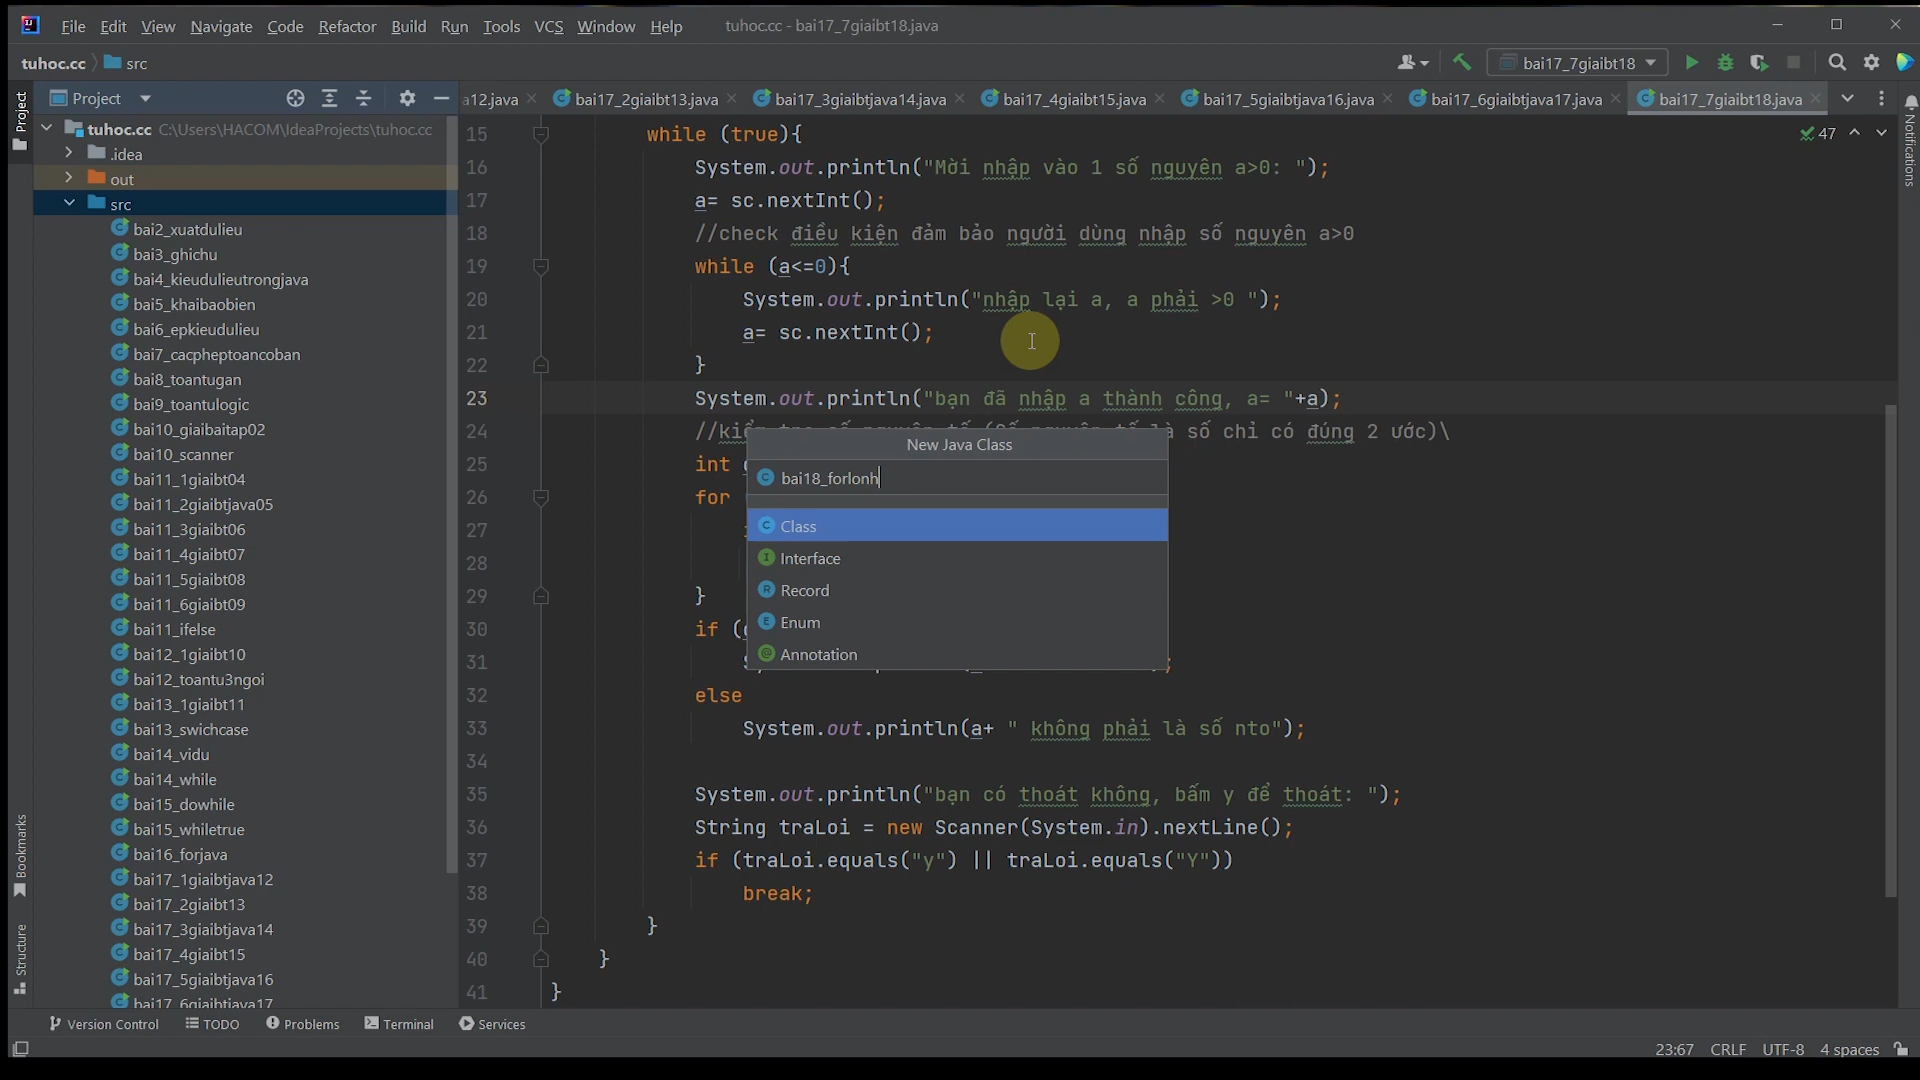 File Edit View Navigate Code Refactor Build Run Tools VCS Window Help tuhoc.cc - bai17_7giaibt18.java
tuhoc.cc src bai17_7giaibt18
Project
a12.java bai17_2giaibt13.java bai17_3giaibtjava14.java bai17_4giaibt15.java bai17_5giaibtjava16.java bai17_6giaibtjava17.java bai17_7giaibt18.java
Project
Bookmarks
Structure
Notifications
tuhoc.cc C:\Users\HACOM\IdeaProjects\tuhoc.cc
.idea
out
src
bai2_xuatdulieu
bai3_ghichu
bai4_kieudulieutrongjava
bai5_khaibaobien
bai6_epkieudulieu
bai7_cacpheptoancoban
bai8_toantugan
bai9_toantulogic
bai10_giaibaitap02
bai10_scanner
bai11_1giaibt04
bai11_2giaibtjava05
bai11_3giaibt06
bai11_4giaibt07
bai11_5giaibt08
bai11_6giaibt09
bai11_ifelse
bai12_1giaibt10
bai12_toantu3ngoi
bai13_1giaibt11
bai13_swichcase
bai14_vidu
bai14_while
bai15_dowhile
bai15_whiletrue
bai16_forjava
bai17_1giaibtjava12
bai17_2giaibt13
bai17_3giaibtjava14
bai17_4giaibt15
bai17_5giaibtjava16
bai17_6giaibtjava17
47
15 while (true){
16 System.out.println("Mời nhập vào 1 số nguyên a>0: ");
17 a= sc.nextInt();
18 //check điều kiện đảm bảo người dùng nhập số nguyên a>0
19 while (a<=0){
20 System.out.println("nhập lại a, a phải >0 ");
21 a= sc.nextInt();
22 }
23 System.out.println("bạn đã nhập a thành công, a= "+a);
24 là số chỉ có đúng 2 ước)\
25 int
26 for
27
28
29 }
30 if (
31 ;
32 else
33 System.out.println(a+ " không phải là số nto");
34
35 System.out.println("bạn có thoát không, bấm y để thoát: ");
36 String traLoi = new Scanner(System.in).nextLine();
37 if (traLoi.equals("y") || traLoi.equals("Y"))
38 break;
39 }
40 }
41 }
New Java Class
bai18_forlonh
Class
Interface
Record
Enum
Annotation
Version Control TODO Problems Terminal Services
23:67 CRLF UTF-8 4 spaces